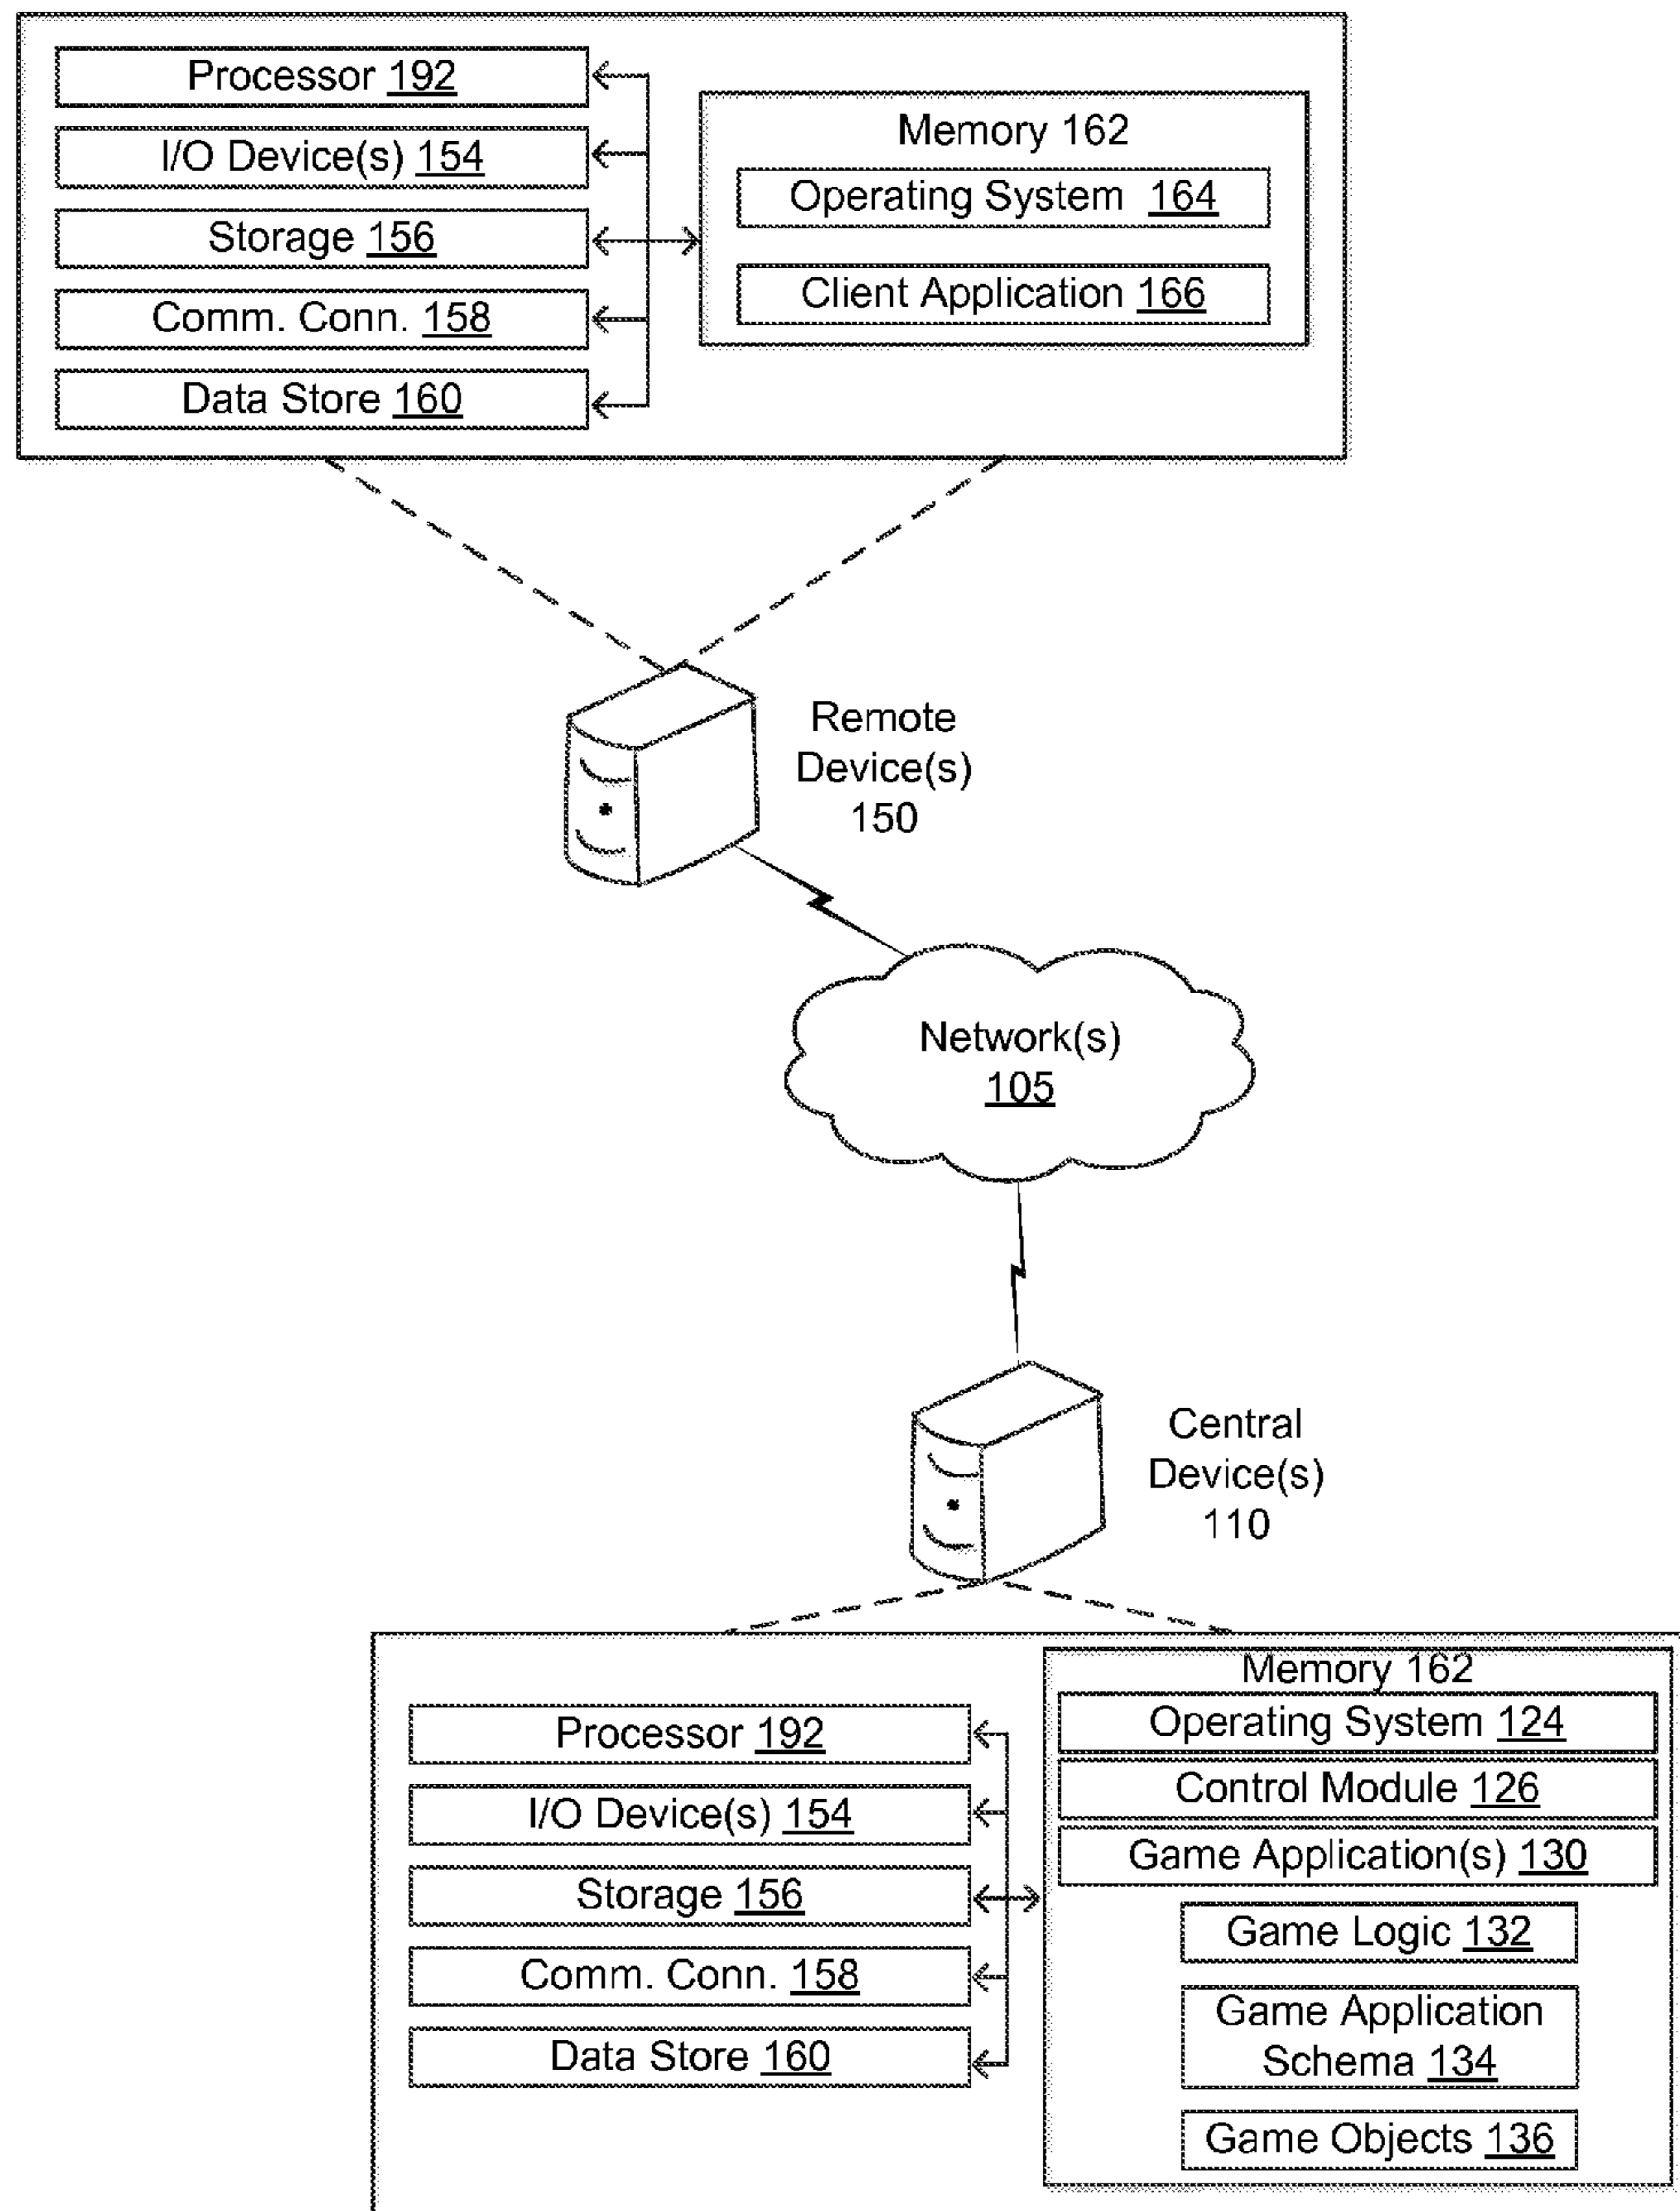 Processor 192
I/O Device(s) 154
Storage 156
Comm. Conn. 158
Data Store 160
Memory 162
Operating System 164
Client Application 166
Remote
Device(s)
150
Network(s)
105
Central
Device(s)
110
Processor 192
I/O Device(s) 154
Storage 156
Comm. Conn. 158
Data Store 160
Memory 162
Operating System 124
Control Module 126
Game Application(s) 130
Game Logic 132
Game Application
Schema 134
Game Objects 136